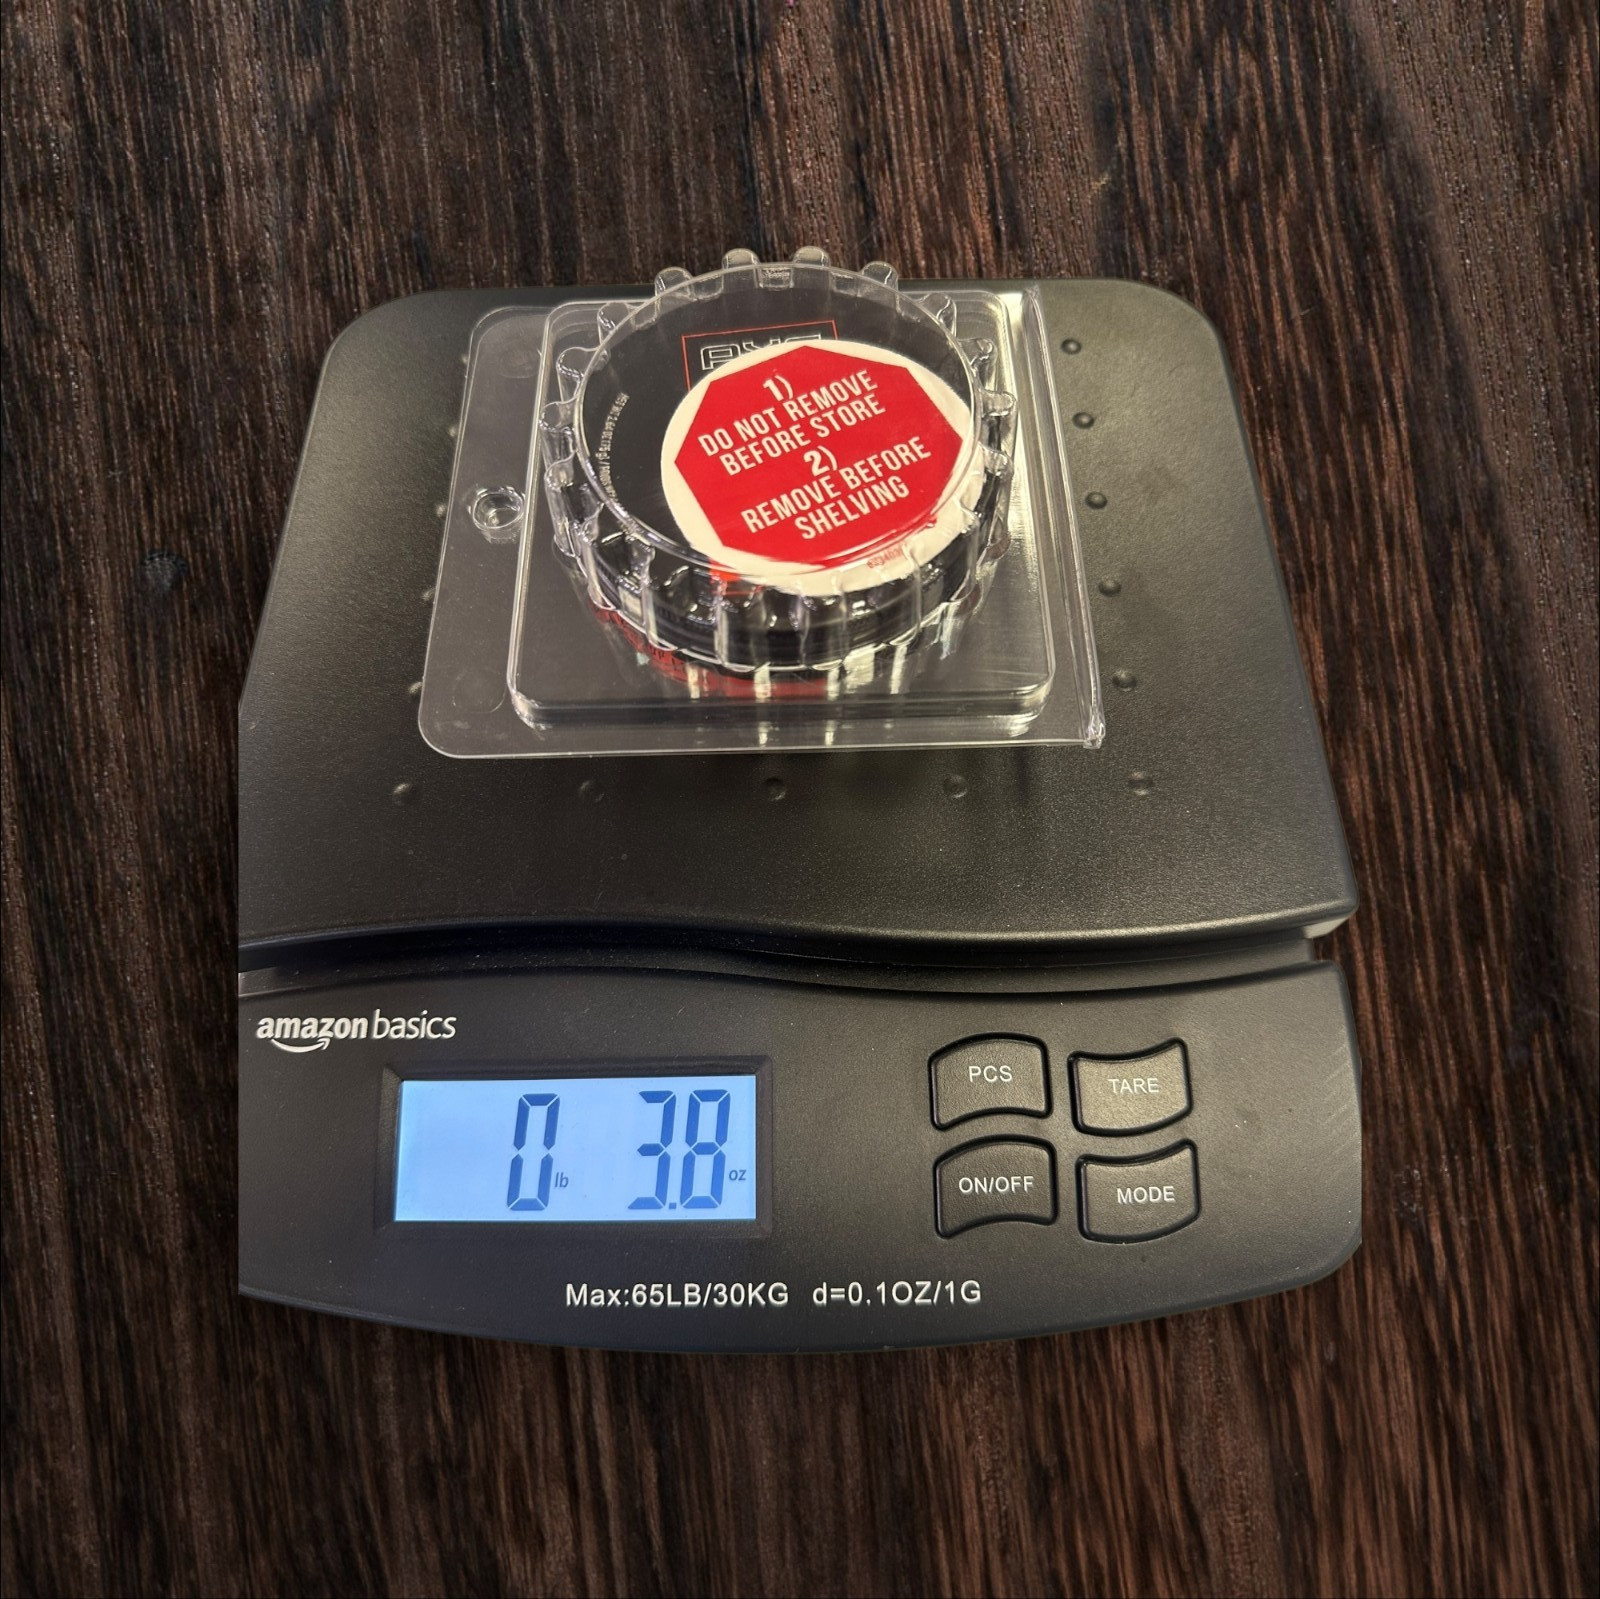 1)
DO NOT REMOVE
BEFORE STORE
2)
REMOVE BEFORE
SHELVING
amazon basics
0 lb 3.8 oz
PCS
TARE
ON/OFF
MODE
Max:65LB/30KG d=0.1OZ/1G